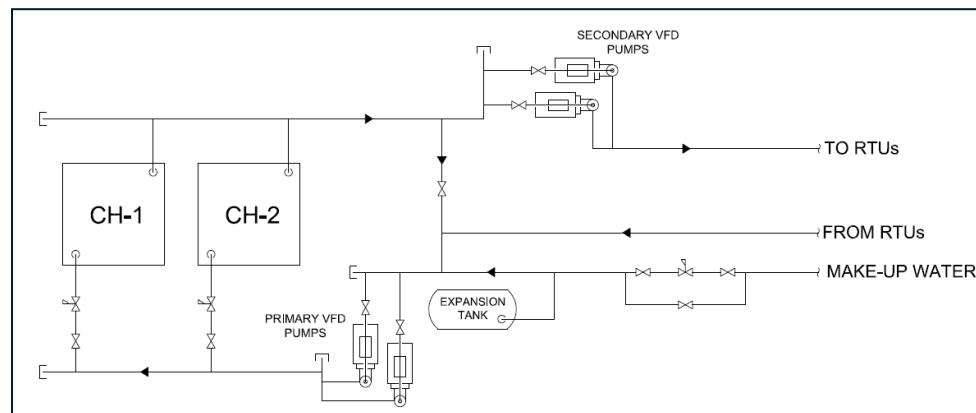 SECONDARY VFD
PUMPS
TO RTUs
CH-1
CH-2
FROM RTUs
MAKE-UP WATER
EXPANSION
TANK
PRIMARY VFD
PUMPS